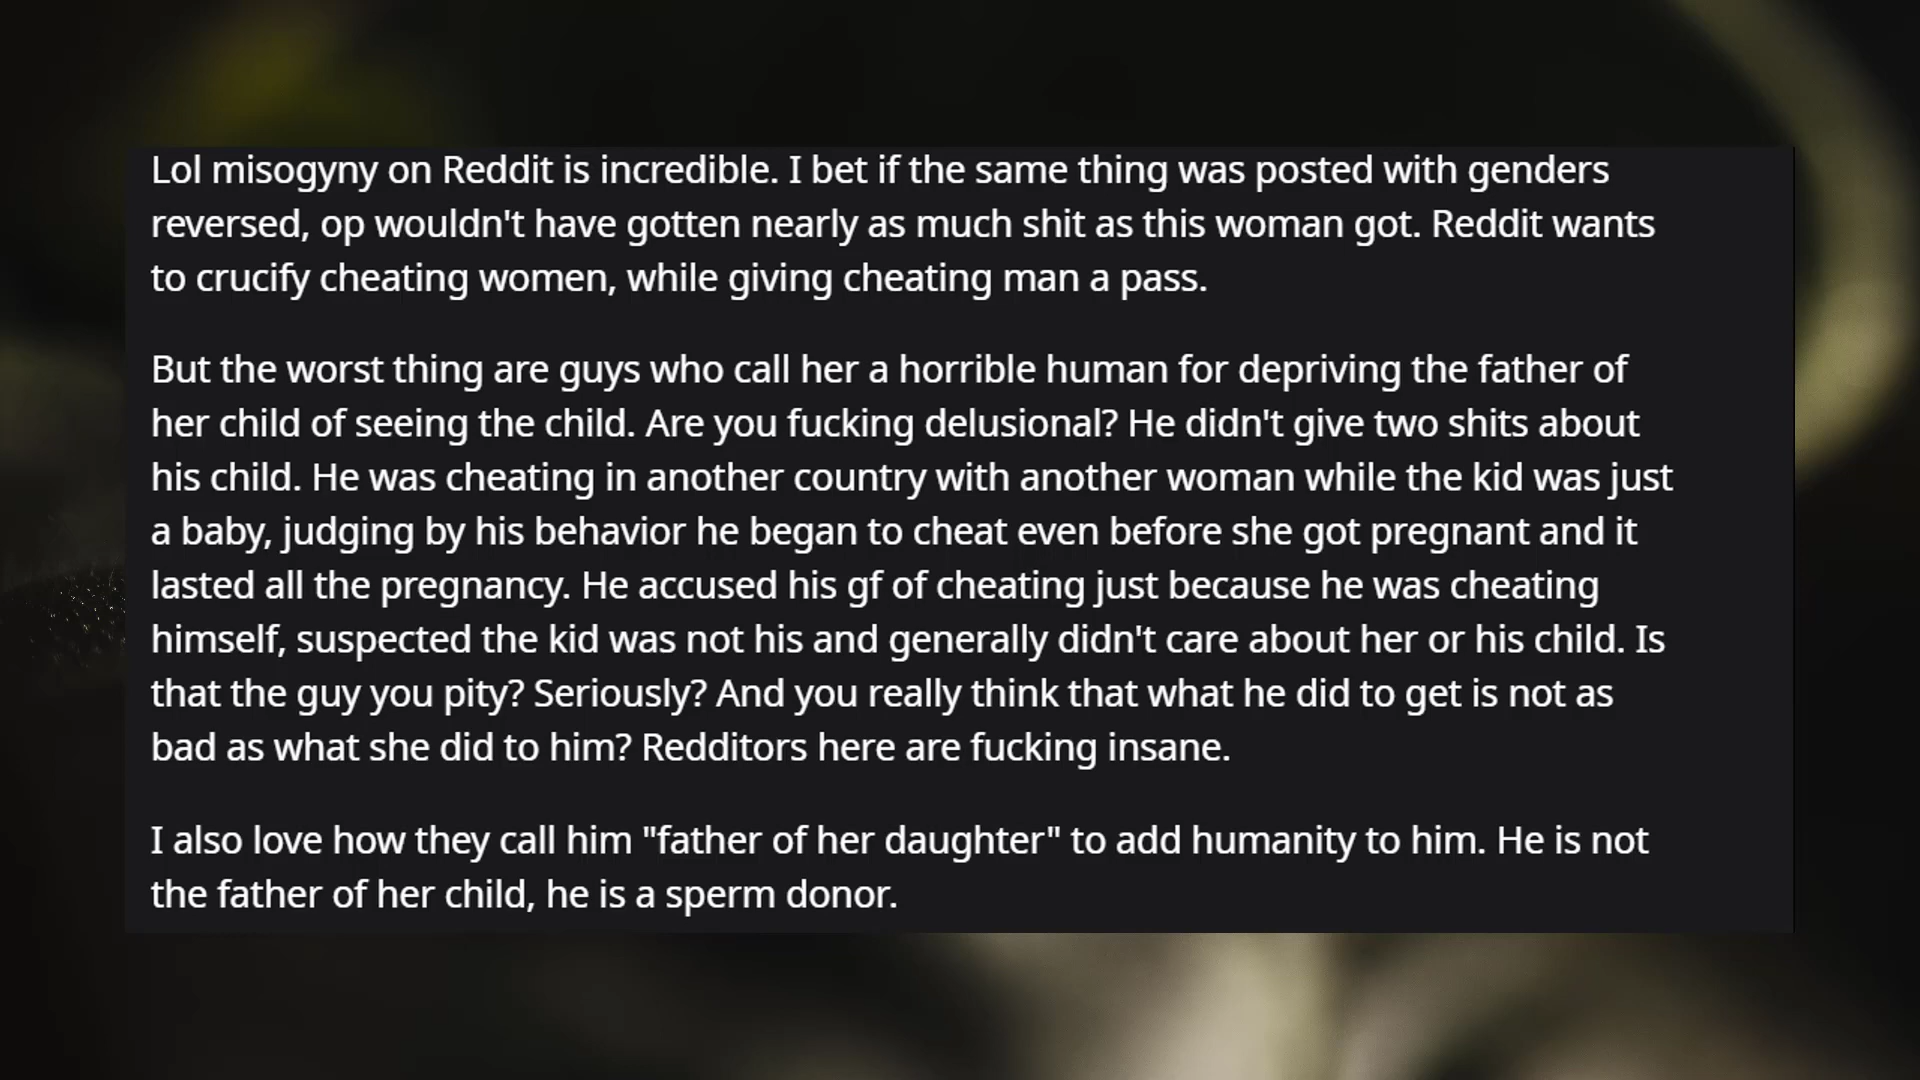 Lol misogyny on Reddit is incredible. I bet if the same thing was posted with genders
reversed, op wouldn't have gotten nearly as much shit as this woman got. Reddit wants
to crucify cheating women, while giving cheating man a pass.
But the worst thing are guys who call her a horrible human for depriving the father of
her child of seeing the child. Are you fucking delusional? He didn't give two shits about
his child. He was cheating in another country with another woman while the kid was just
a baby, judging by his behavior he began to cheat even before she got pregnant and it
lasted all the pregnancy. He accused his gf of cheating just because he was cheating
himself, suspected the kid was not his and generally didn't care about her or his child. Is
that the guy you pity? Seriously? And you really think that what he did to get is not as
bad as what she did to him? Redditors here are fucking insane.
I also love how they call him "father of her daughter" to add humanity to him. He is not
the father of her child, he is a sperm donor.